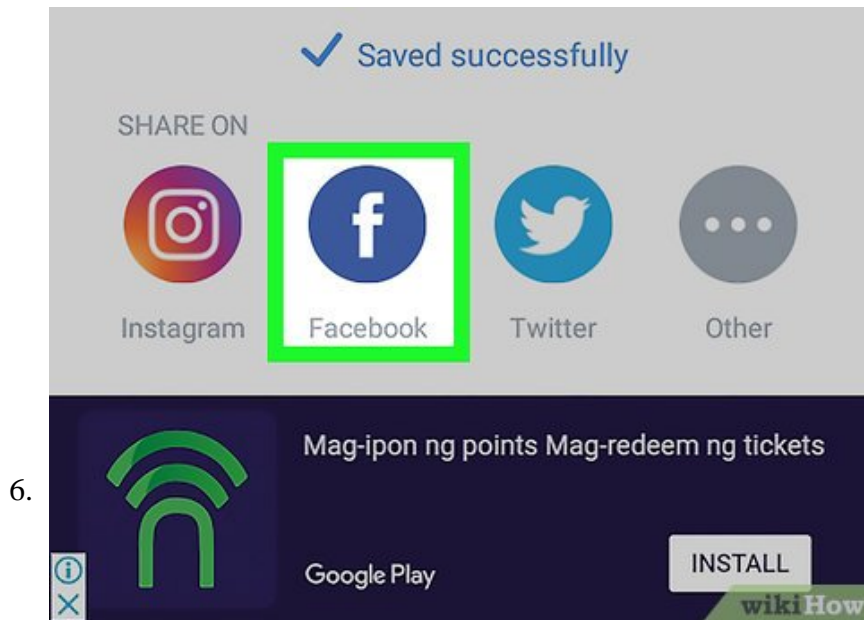 Saved successfully
SHARE ON
Instagram
Facebook
Twitter
Other
Mag-ipon ng points Mag-redeem ng tickets
6.
Google Play
INSTALL
wikiHow